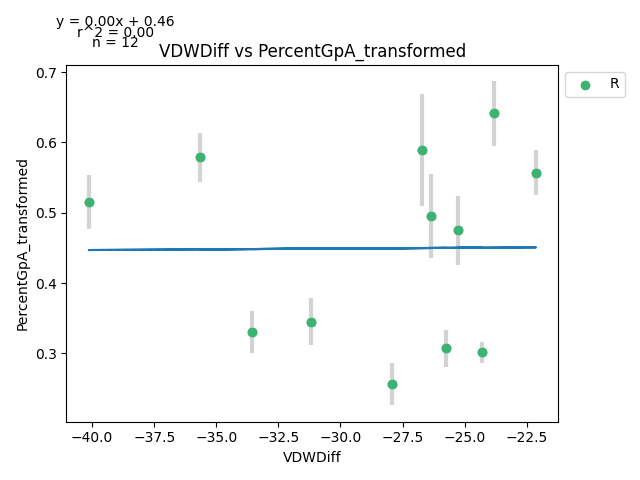 y = 0.00x + 0.46
r^2 = 0.00
n = 12
VDWDiff vs PercentGpA_transformed
R
PercentGpA_transformed
0.7
0.6
0.5
0.4
0.3
−40.0 −37.5 −35.0 −32.5 −30.0 −27.5 −25.0 −22.5
VDWDiff